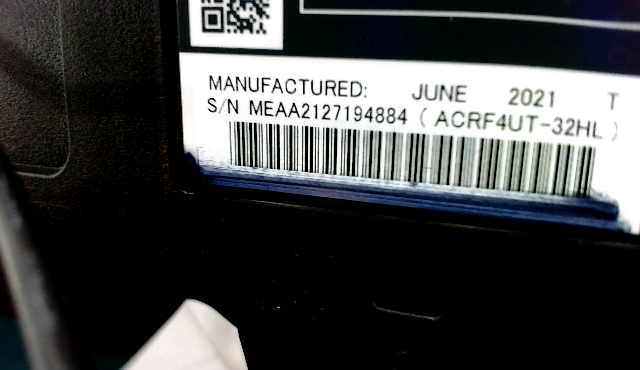 MANUFACTURED: JUNE 2021 T
S/N MEAA2127194884 ( ACRF4UT-32HL )